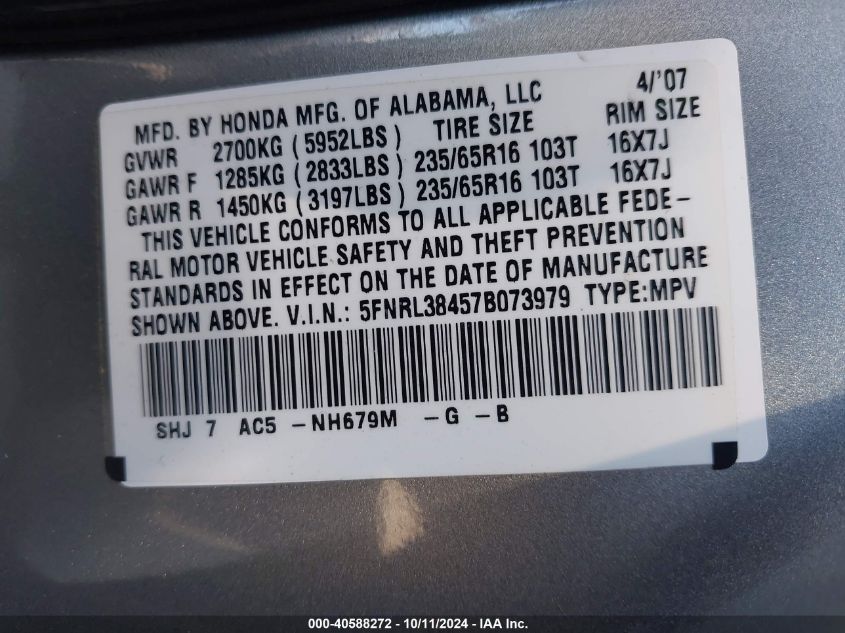 MFD. BY HONDA MFG. OF ALABAMA, LLC 4/'07
GVWR 2700KG (5952LBS) TIRE SIZE RIM SIZE
GAWR F 1285KG (2833LBS) 235/65R16 103T 16X7J
GAWR R 1450KG (3197LBS) 235/65R16 103T 16X7J
THIS VEHICLE CONFORMS TO ALL APPLICABLE FEDE-
RAL MOTOR VEHICLE SAFETY AND THEFT PREVENTION
STANDARDS IN EFFECT ON THE DATE OF MANUFACTURE
SHOWN ABOVE. V.I.N.: 5FNRL38457B073979 TYPE:MPV
SHJ 7 AC5 -NH679M -G -B
000-40588272 - 10/11/2024 - IAA Inc.